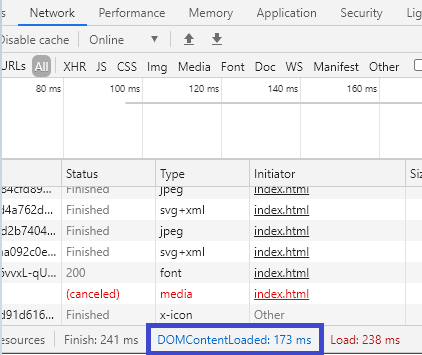 Network Performance Memory Application Security Lig
Disable cache Online
URLs All XHR JS CSS Img Media Font Doc WS Manifest Other
80 ms 100 ms 120 ms 140 ms 160 ms
Status Type Initiator Siz
84cfd89... Finished jpeg index.html
d4a762d... Finished svg+xml index.html
d2b7404... Finished jpeg index.html
na092c0e... Finished svg+xml index.html
6vvxL-qU... 200 font index.html
(canceled) media index.html
d91d616... Finished x-icon Other
esources Finish: 241 ms DOMContentLoaded: 173 ms Load: 238 ms